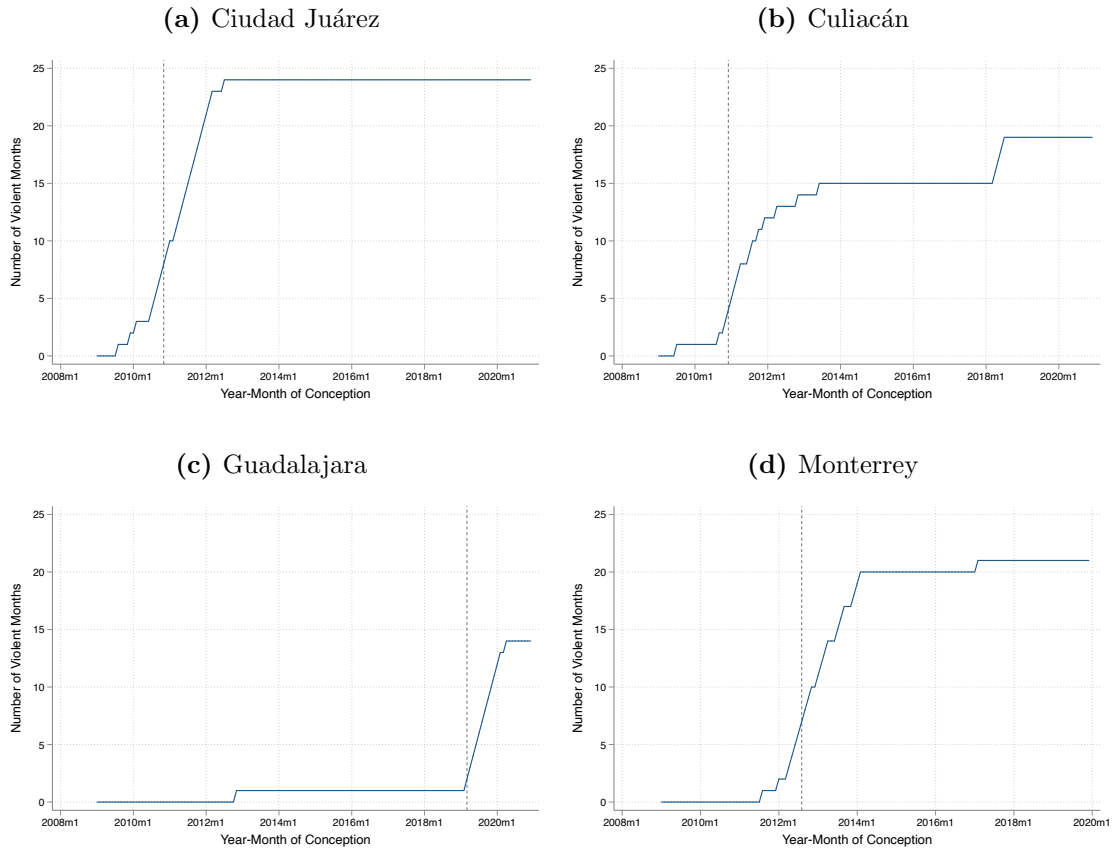 (a) Ciudad Juárez
25
20
15
10
5
0
Number of Violent Months
2008m1 2010m1 2012m1 2014m1 2016m1 2018m1 2020m1
Year-Month of Conception
(b) Culiacán
25
20
15
10
5
0
Number of Violent Months
2008m1 2010m1 2012m1 2014m1 2016m1 2018m1 2020m1
Year-Month of Conception
(c) Guadalajara
25
20
15
10
5
0
Number of Violent Months
2008m1 2010m1 2012m1 2014m1 2016m1 2018m1 2020m1
Year-Month of Conception
(d) Monterrey
25
20
15
10
5
0
Number of Violent Months
2008m1 2010m1 2012m1 2014m1 2016m1 2018m1 2020m1
Year-Month of Conception